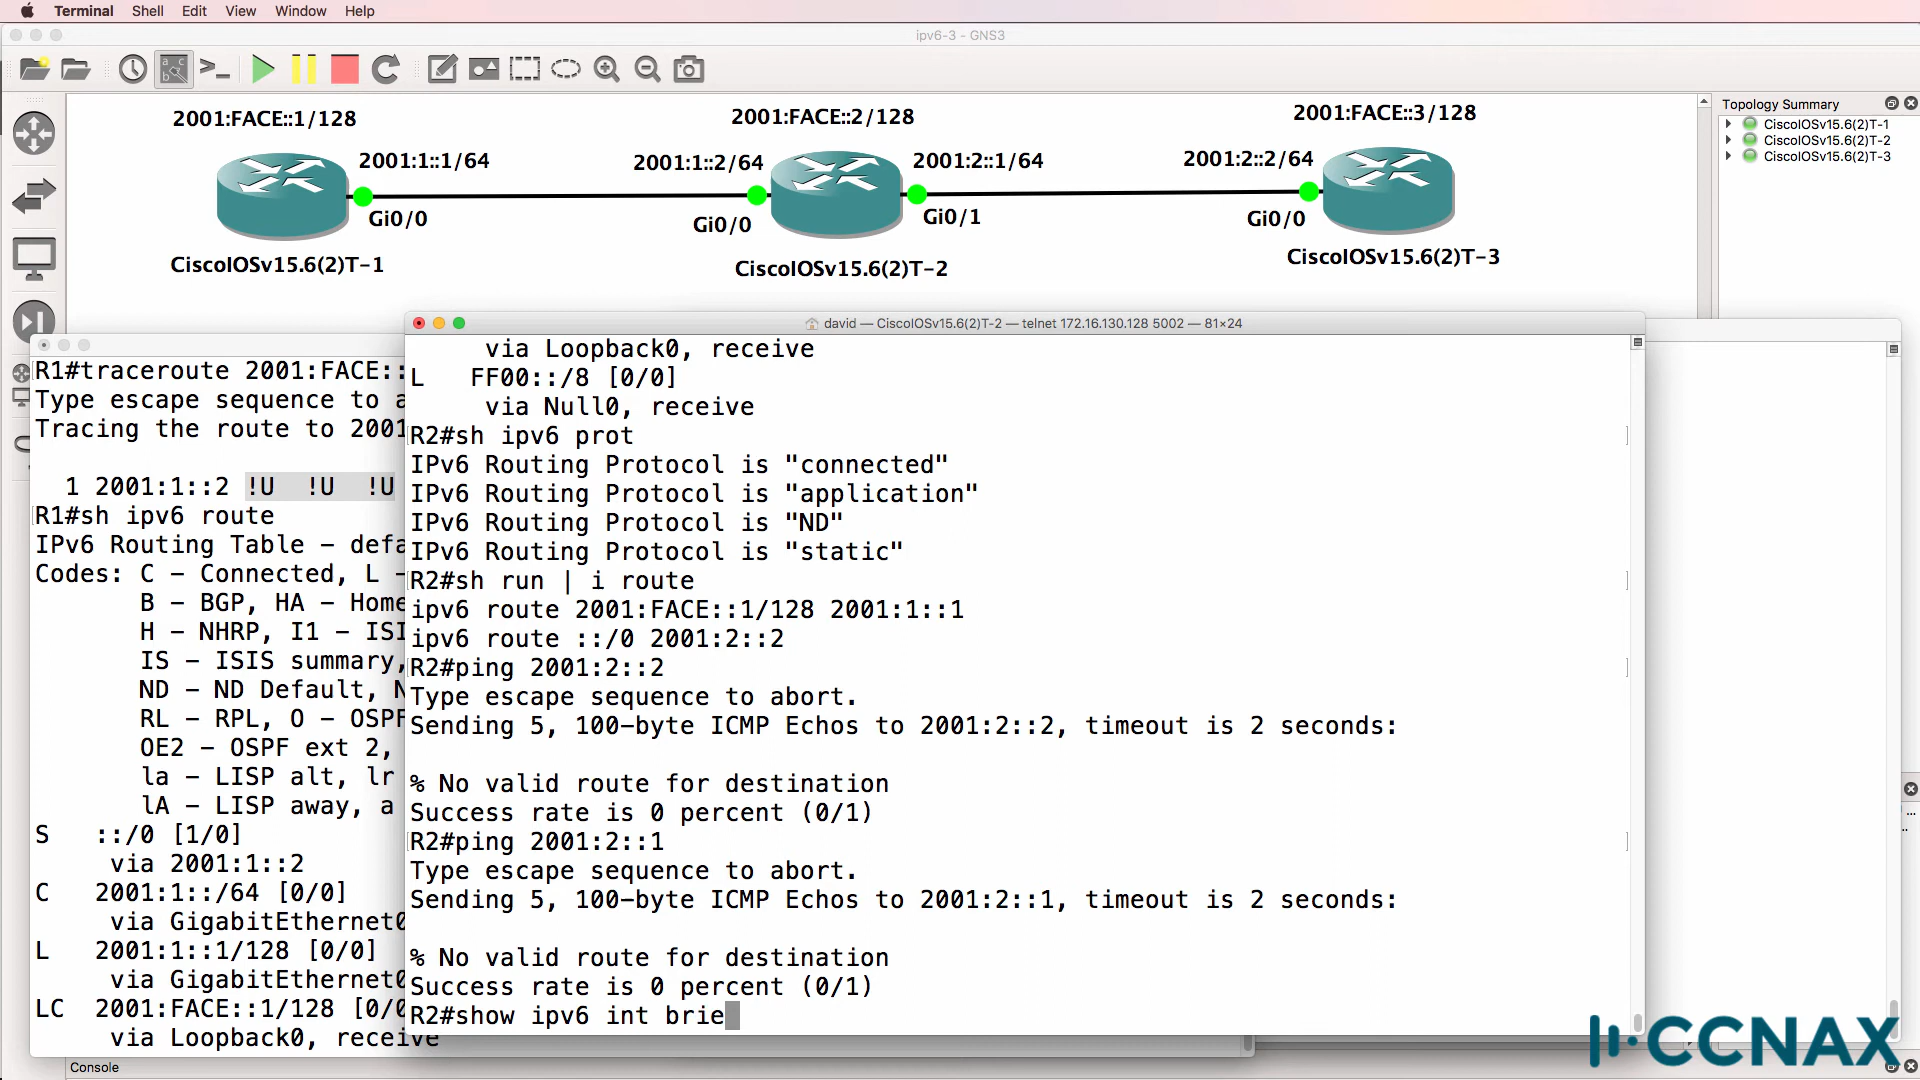 Terminal Shell Edit View Window Help
ipv6-3 - GNS3
2001:FACE::1/128
2001:FACE::2/128
2001:FACE::3/128
2001:1::1/64
2001:1::2/64
2001:2::1/64
2001:2::2/64
Gi0/0
Gi0/0
Gi0/1
Gi0/0
CiscoIOSv15.6(2)T-1
CiscoIOSv15.6(2)T-2
CiscoIOSv15.6(2)T-3
Topology Summary
CiscoIOSv15.6(2)T-1
CiscoIOSv15.6(2)T-2
CiscoIOSv15.6(2)T-3
R1#traceroute 2001:FACE::
Type escape sequence to a
Tracing the route to 2001
1 2001:1::2 !U !U !U
R1#sh ipv6 route
IPv6 Routing Table - defa
Codes: C - Connected, L -
B - BGP, HA - Home
H - NHRP, I1 - ISI
IS - ISIS summary,
ND - ND Default, N
RL - RPL, O - OSPF
OE2 - OSPF ext 2,
la - LISP alt, lr
lA - LISP away, a
S ::/0 [1/0]
via 2001:1::2
C 2001:1::/64 [0/0]
via GigabitEthernet0
L 2001:1::1/128 [0/0]
via GigabitEthernet0
LC 2001:FACE::1/128 [0/0
via Loopback0, receive
david — CiscoIOSv15.6(2)T-2 — telnet 172.16.130.128 5002 — 81×24
via Loopback0, receive
L FF00::/8 [0/0]
via Null0, receive
R2#sh ipv6 prot
IPv6 Routing Protocol is "connected"
IPv6 Routing Protocol is "application"
IPv6 Routing Protocol is "ND"
IPv6 Routing Protocol is "static"
R2#sh run | i route
ipv6 route 2001:FACE::1/128 2001:1::1
ipv6 route ::/0 2001:2::2
R2#ping 2001:2::2
Type escape sequence to abort.
Sending 5, 100-byte ICMP Echos to 2001:2::2, timeout is 2 seconds:
% No valid route for destination
Success rate is 0 percent (0/1)
R2#ping 2001:2::1
Type escape sequence to abort.
Sending 5, 100-byte ICMP Echos to 2001:2::1, timeout is 2 seconds:
% No valid route for destination
Success rate is 0 percent (0/1)
R2#show ipv6 int brie
Console
CCNAX